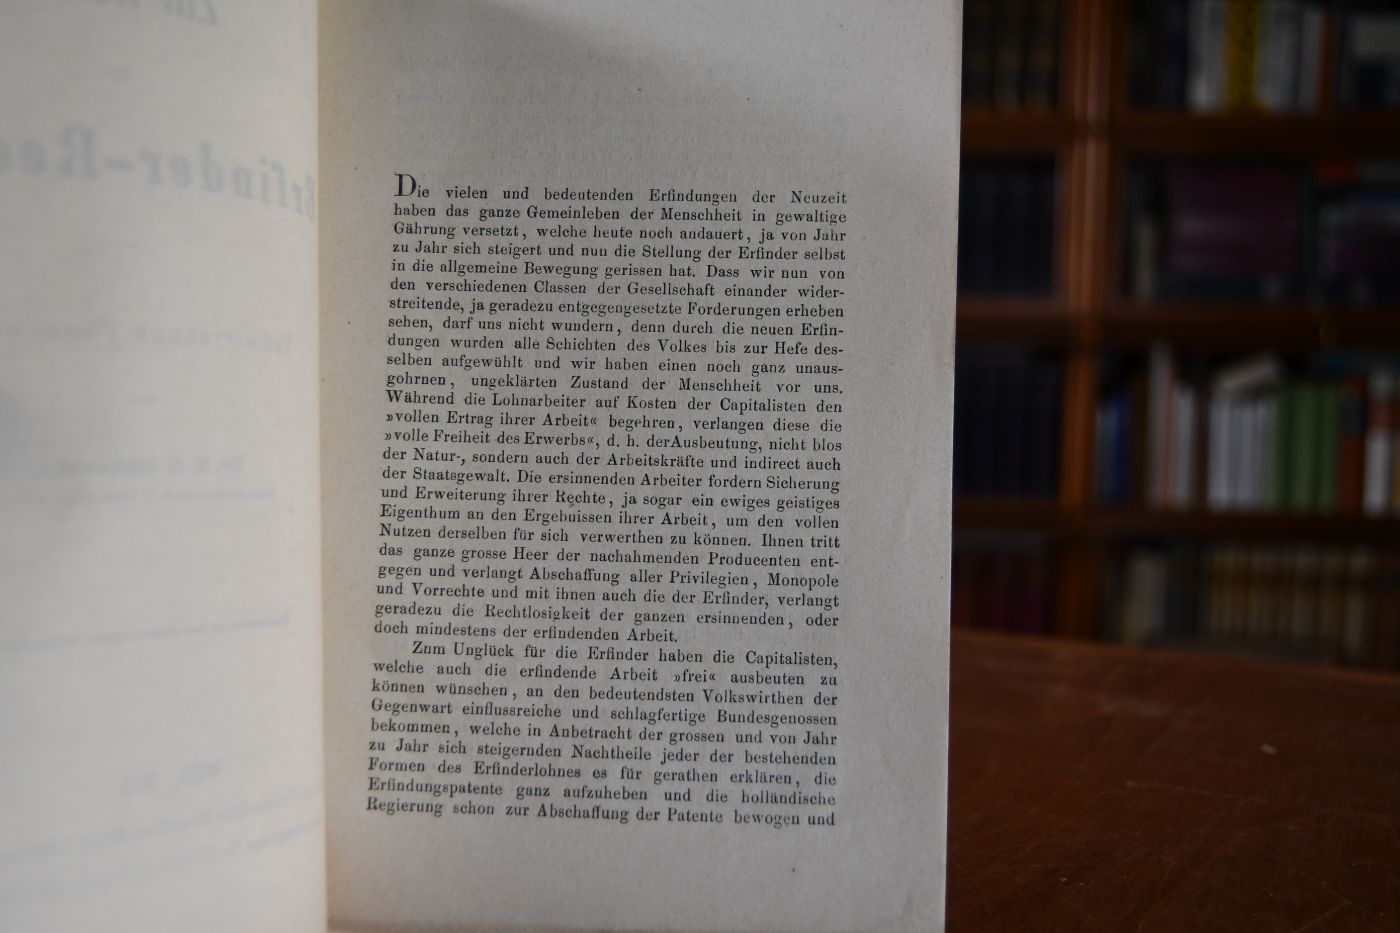 Die vielen und bedeutenden Erfindungen der Neuzeit
haben das ganze Gemeinleben der Menschheit in gewaltige
Gährung versetzt, welche heute noch andauert, ja von Jahr
zu Jahr sich steigert und nun die Stellung der Erfinder selbst
in die allgemeine Bewegung gerissen hat. Dass wir nun von
den verschiedenen Classen der Gesellschaft einander wider-
streitende, ja geradezu entgegengesetzte Forderungen erheben
sehen, darf uns nicht wundern, denn durch die neuen Erfin-
dungen wurden alle Schichten des Volkes bis zur Hefe des-
selben aufgewühlt und wir haben einen noch ganz unaus-
gohrnen, ungeklärten Zustand der Menschheit vor uns.
Während die Lohnarbeiter auf Kosten der Capitalisten den
»vollen Ertrag ihrer Arbeit« begehren, verlangen diese die
»volle Freiheit des Erwerbs«, d. h. derAusbeutung, nicht blos
der Natur-, sondern auch der Arbeitskräfte und indirect auch
der Staatsgewalt. Die ersinnenden Arbeiter fordern Sicherung
und Erweiterung ihrer Rechte, ja sogar ein ewiges geistiges
Eigenthum an den Ergebnissen ihrer Arbeit, um den vollen
Nutzen derselben für sich verwerthen zu können. Ihnen tritt
das ganze grosse Heer der nachahmenden Producenten ent-
gegen und verlangt Abschaffung aller Privilegien, Monopole
und Vorrechte und mit ihnen auch die der Erfinder, verlangt
geradezu die Rechtlosigkeit der ganzen ersinnenden, oder
doch mindestens der erfindenden Arbeit.
Zum Unglück für die Erfinder haben die Capitalisten,
welche auch die erfindende Arbeit »frei« ausbeuten zu
können wünschen, an den bedeutendsten Volkswirthen der
Gegenwart einflussreiche und schlagfertige Bundesgenossen
bekommen, welche in Anbetracht der grossen und von Jahr
zu Jahr sich steigernden Nachtheile jeder der bestehenden
Formen des Erfinderlohnes es für gerathen erklären, die
Erfindungspatente ganz aufzuheben und die holländische
Regierung schon zur Abschaffung der Patente bewogen und